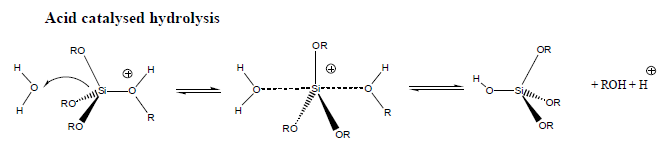 Acid catalysed hydrolysis
RO OR OR
H ⊕ H H ⊕ H H ⊕
O Si O O Si O O Si OR + ROH + H
H RO R H RO R OR
RO OR